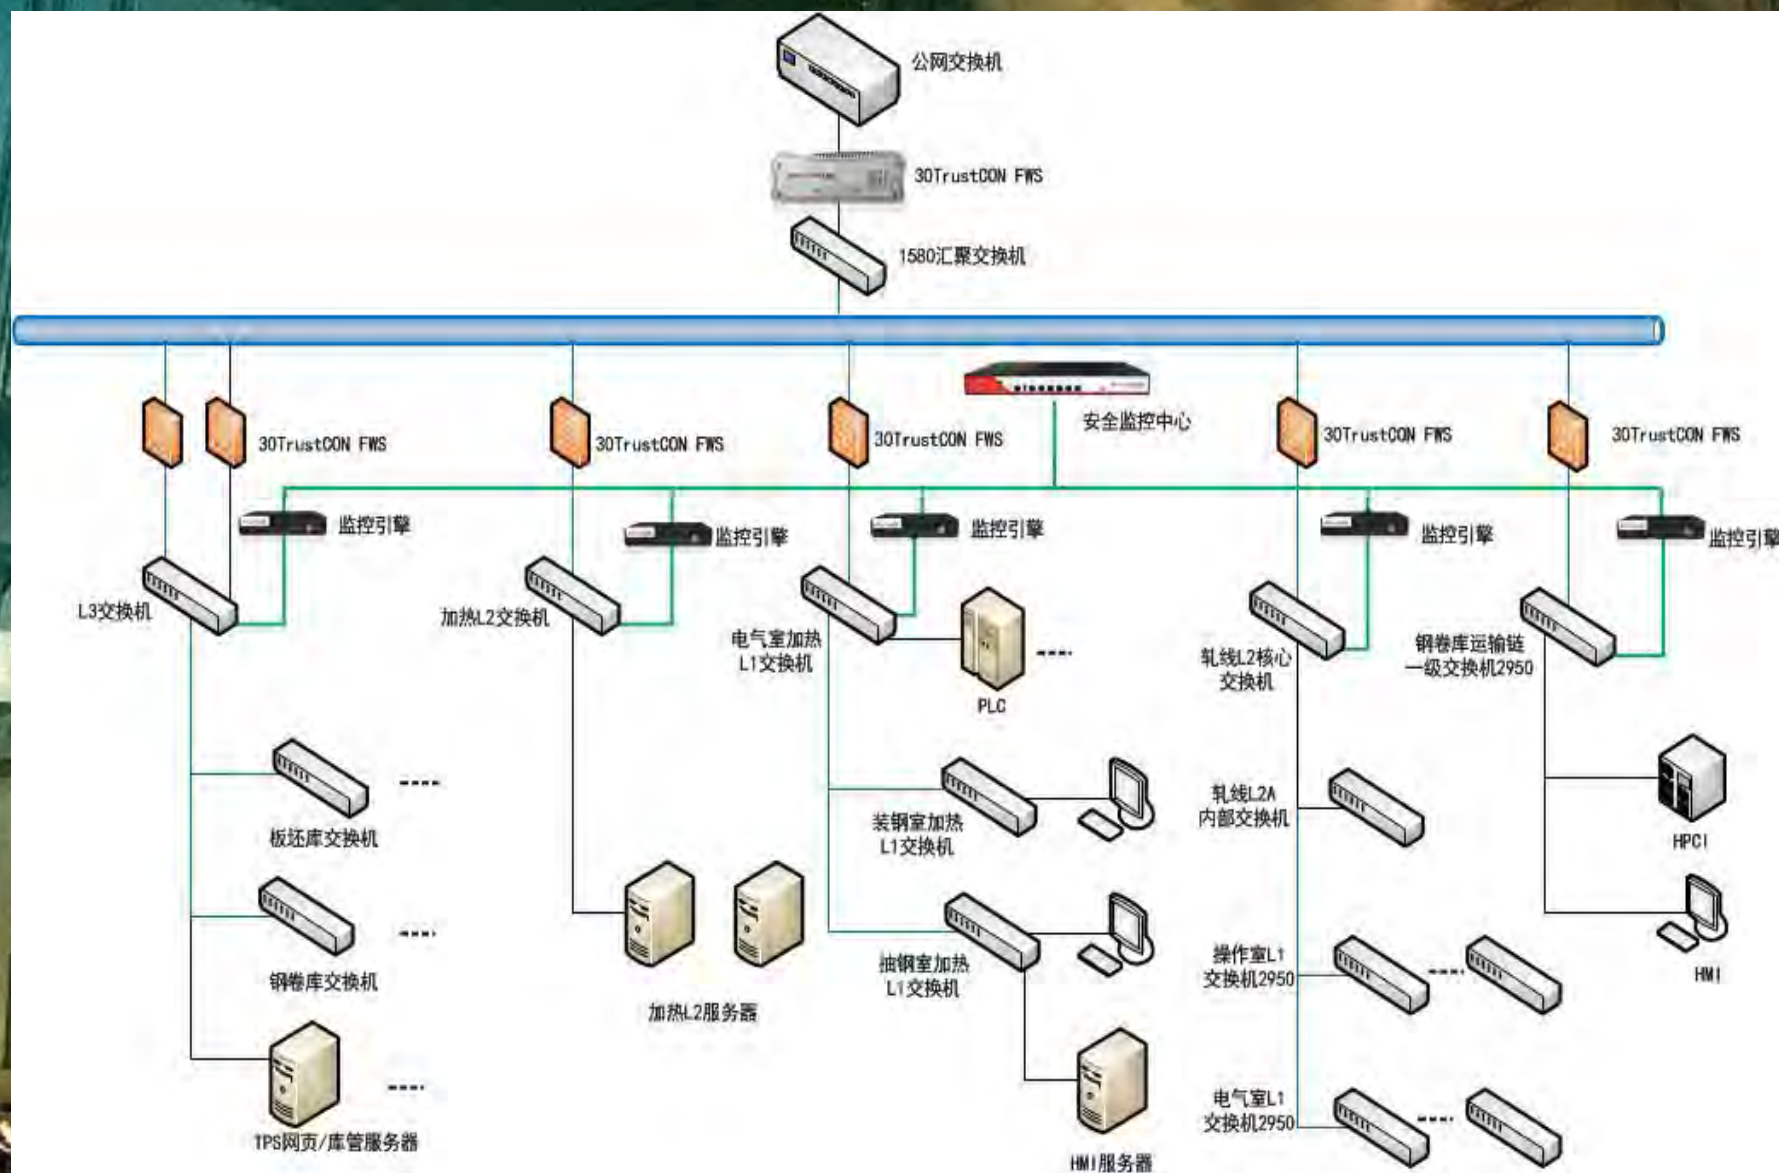 公网交换机
30TrustCON FWS
1580汇聚交换机
安全监控中心
30TrustCON FWS
30TrustCON FWS
30TrustCON FWS
30TrustCON FWS
30TrustCON FWS
监控引擎
监控引擎
监控引擎
监控引擎
监控引擎
L3交换机
加热L2交换机
电气室加热
L1交换机
PLC
轧线L2核心
交换机
钢卷库运输链
一级交换机2950
板坯库交换机
装钢室加热
L1交换机
轧线L2A
内部交换机
HPCI
钢卷库交换机
加热L2服务器
抽钢室加热
L1交换机
操作室L1
交换机2950
HMI
TPS网页/库管服务器
HMI服务器
电气室L1
交换机2950